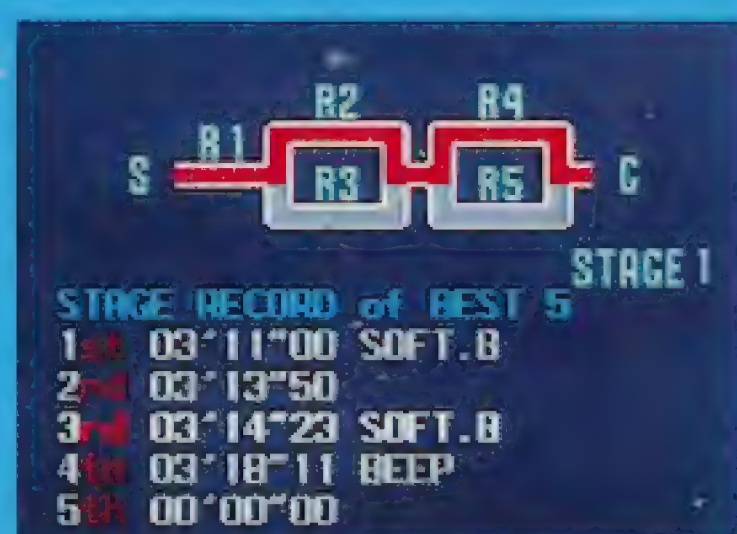 R2 R4
R1
S R3 R5 G
STAGE 1
STAGE RECORD of BEST 5
1st 03'11"00 SOFT.B
2nd 03'13"50
3rd 03'14"23 SOFT.B
4th 03'18"11 BEEP
5th 00'00"00